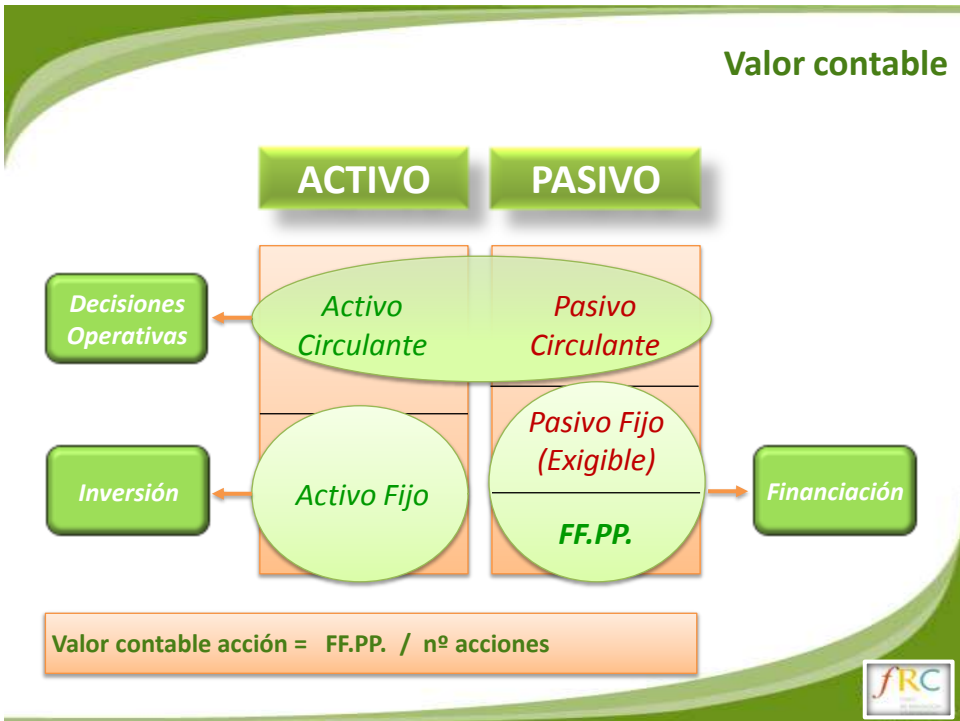 Valor contable
ACTIVO
PASIVO
Decisiones
Operativas
Activo
Circulante
Pasivo
Circulante
Pasivo Fijo
(Exigible)
Inversión
Activo Fijo
FF.PP.
Financiación
Valor contable acción = FF.PP. / nº acciones
fRC